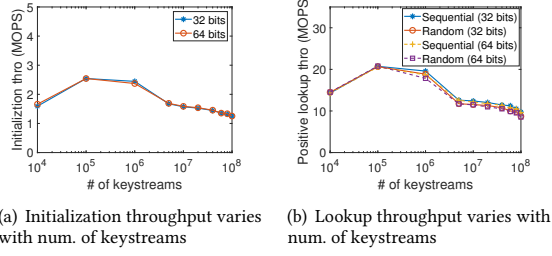 5
4
3
2
1
0
Initializtion thro (MOPS)
32 bits
64 bits
10^4 10^5 10^6 10^7 10^8
# of keystreams
(a) Initialization throughput varies
with num. of keystreams
30
20
10
0
Positive lookup thro (MOPS)
Sequential (32 bits)
Random (32 bits)
Sequential (64 bits)
Random (64 bits)
10^4 10^5 10^6 10^7 10^8
# of keystreams
(b) Lookup throughput varies with
num. of keystreams